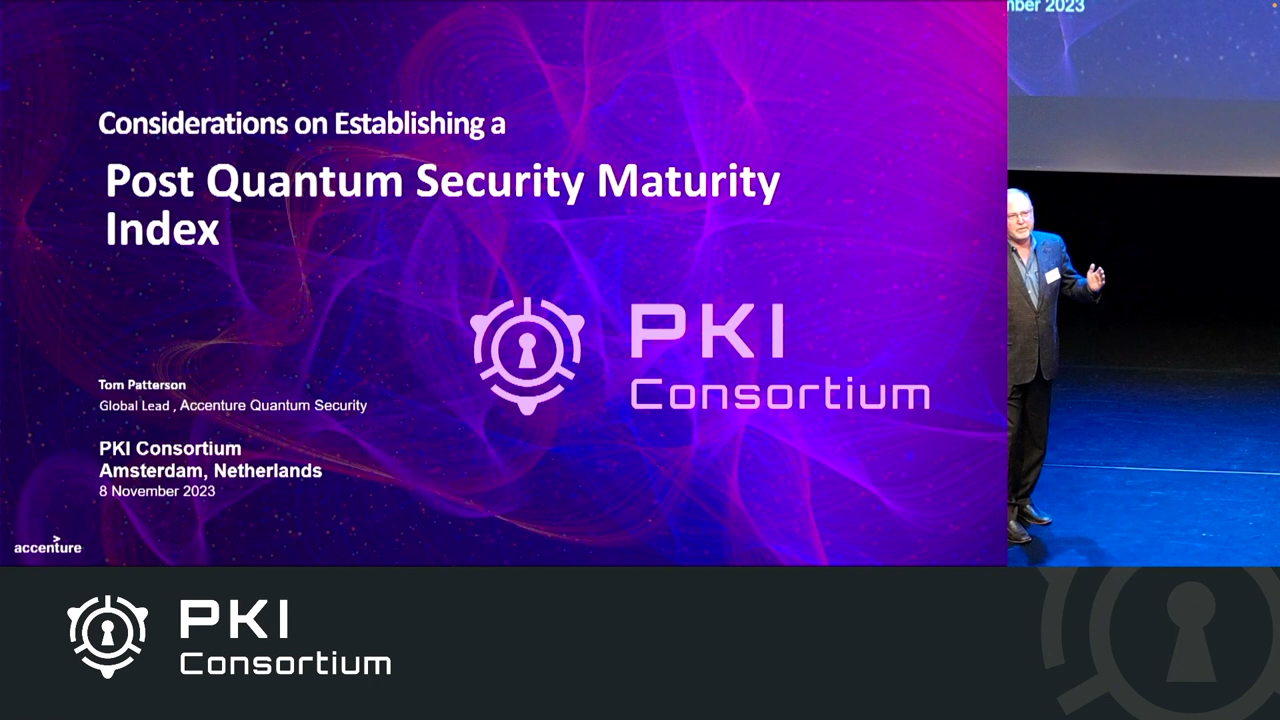 Considerations on Establishing a
Post Quantum Security Maturity
Index
PKI
Consortium
Tom Patterson
Global Lead , Accenture Quantum Security
PKI Consortium
Amsterdam, Netherlands
8 November 2023
accenture
2023
PKI
Consortium